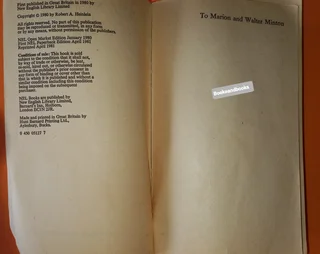 First published in Great Britain in 1980 by
New English Library Limited
Copyright © 1980 by Robert A. Heinlein
All rights reserved. No part of this publication
may be reproduced or transmitted, in any form
or by any means, without permission of the publishers.
NEL Open Market Edition January 1980
First NEL Paperback Edition April 1981
Reprinted April 1981
Conditions of sale: This book is sold
subject to the condition that it shall not,
by way of trade or otherwise, be lent,
re-sold, hired out, or otherwise circulated
without the publisher's prior consent in
any form of binding or cover other than
that in which it is published and without a
similar condition including this condition
being imposed on the subsequent
purchaser.
NEL Books are published by
New English Library Limited,
Barnard's Inn, Holborn,
London EC1N 2JR.
Made and printed in Great Britain by
Hunt Barnard Printing Ltd.,
Aylesbury, Bucks.
0 450 05117 7
To Marion and Walter Minton